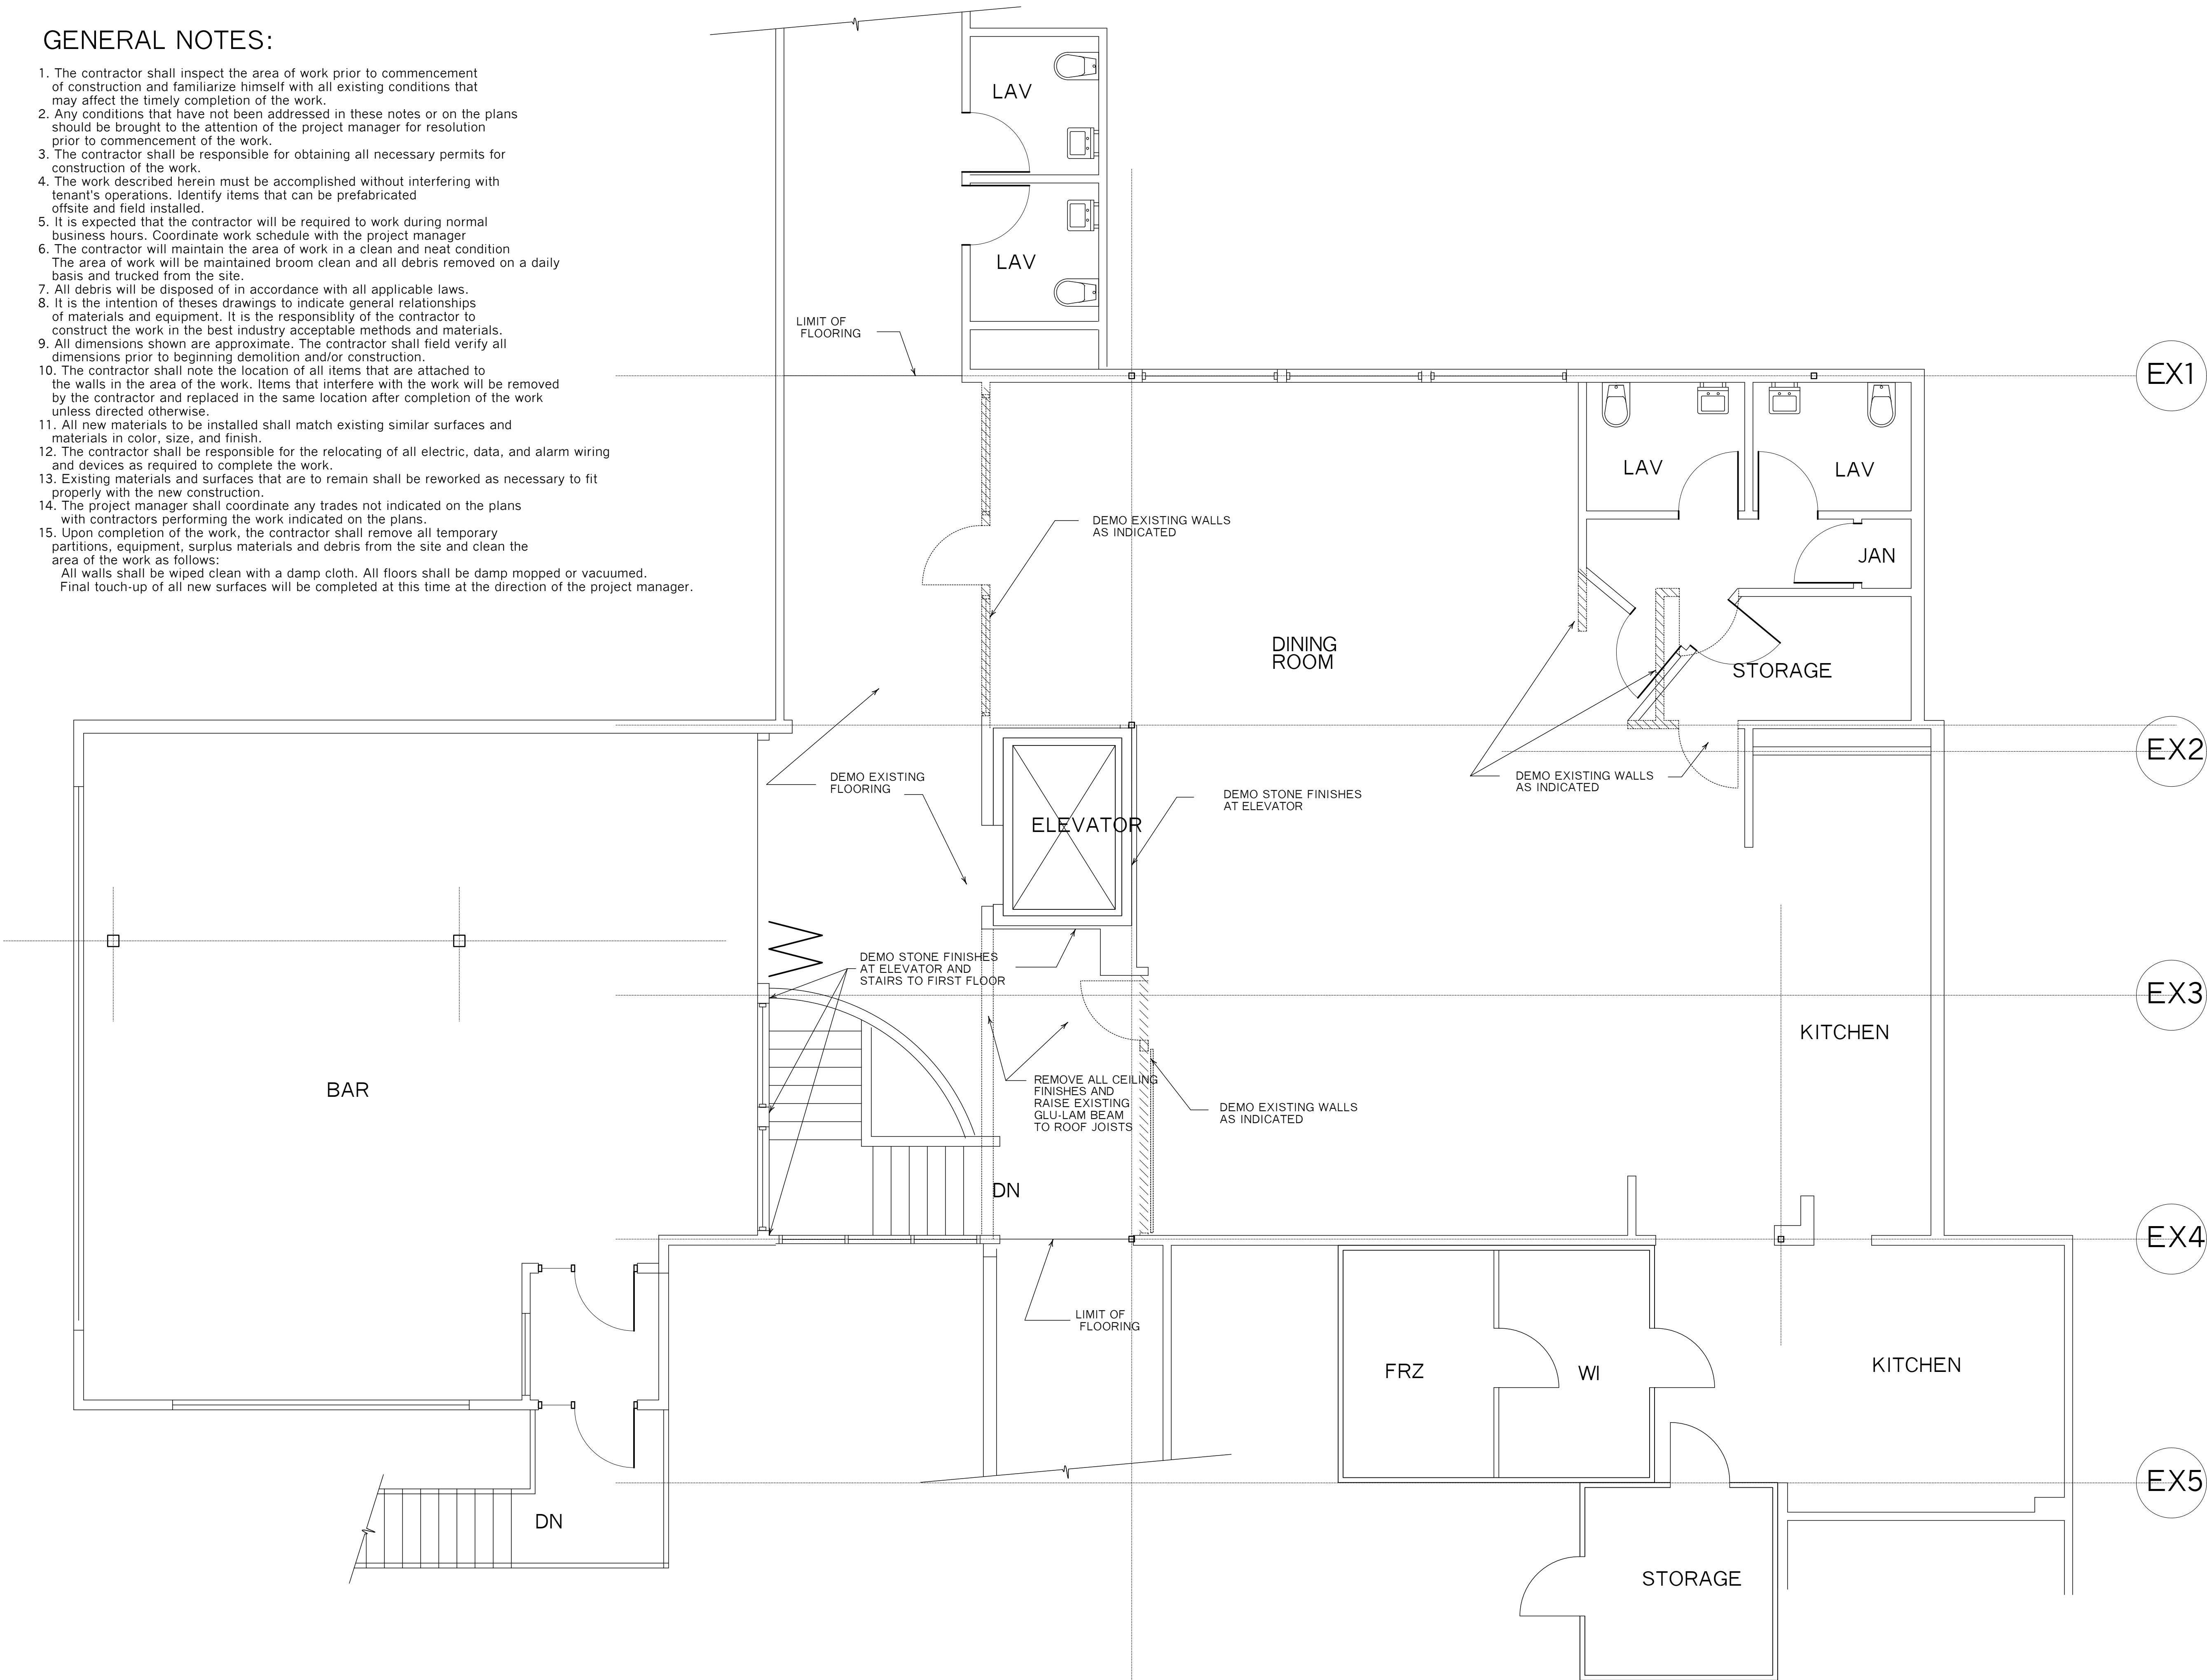 GENERAL NOTES:
1. The contractor shall inspect the area of work prior to commencement
of construction and familiarize himself with all existing conditions that
may affect the timely completion of the work.
2. Any conditions that have not been addressed in these notes or on the plans
should be brought to the attention of the project manager for resolution
prior to commencement of the work.
3. The contractor shall be responsible for obtaining all necessary permits for
construction of the work.
4. The work described herein must be accomplished without interfering with
tenant's operations. Identify items that can be prefabricated
offsite and field installed.
5. It is expected that the contractor will be required to work during normal
business hours. Coordinate work schedule with the project manager
6. The contractor will maintain the area of work in a clean and neat condition
The area of work will be maintained broom clean and all debris removed on a daily
basis and trucked from the site.
7. All debris will be disposed of in accordance with all applicable laws.
8. It is the intention of theses drawings to indicate general relationships
of materials and equipment. It is the responsiblity of the contractor to
construct the work in the best industry acceptable methods and materials.
9. All dimensions shown are approximate. The contractor shall field verify all
dimensions prior to beginning demolition and/or construction.
10. The contractor shall note the location of all items that are attached to
the walls in the area of the work. Items that interfere with the work will be removed
by the contractor and replaced in the same location after completion of the work
unless directed otherwise.
11. All new materials to be installed shall match existing similar surfaces and
materials in color, size, and finish.
12. The contractor shall be responsible for the relocating of all electric, data, and alarm wiring
and devices as required to complete the work.
13. Existing materials and surfaces that are to remain shall be reworked as necessary to fit
properly with the new construction.
14. The project manager shall coordinate any trades not indicated on the plans
with contractors performing the work indicated on the plans.
15. Upon completion of the work, the contractor shall remove all temporary
partitions, equipment, surplus materials and debris from the site and clean the
area of the work as follows:
All walls shall be wiped clean with a damp cloth. All floors shall be damp mopped or vacuumed.
Final touch-up of all new surfaces will be completed at this time at the direction of the project manager.
LAV
LAV
LIMIT OF
FLOORING
EX1
LAV
LAV
DEMO EXISTING WALLS
AS INDICATED
JAN
DINING
ROOM
STORAGE
EX2
DEMO EXISTING
FLOORING
DEMO EXISTING WALLS
AS INDICATED
DEMO STONE FINISHES
AT ELEVATOR
ELEVATOR
DEMO STONE FINISHES
AT ELEVATOR AND
STAIRS TO FIRST FLOOR
EX3
KITCHEN
BAR
REMOVE ALL CEILING
FINISHES AND
RAISE EXISTING
GLU-LAM BEAM
TO ROOF JOISTS
DEMO EXISTING WALLS
AS INDICATED
DN
EX4
LIMIT OF
FLOORING
FRZ
WI
KITCHEN
EX5
DN
STORAGE